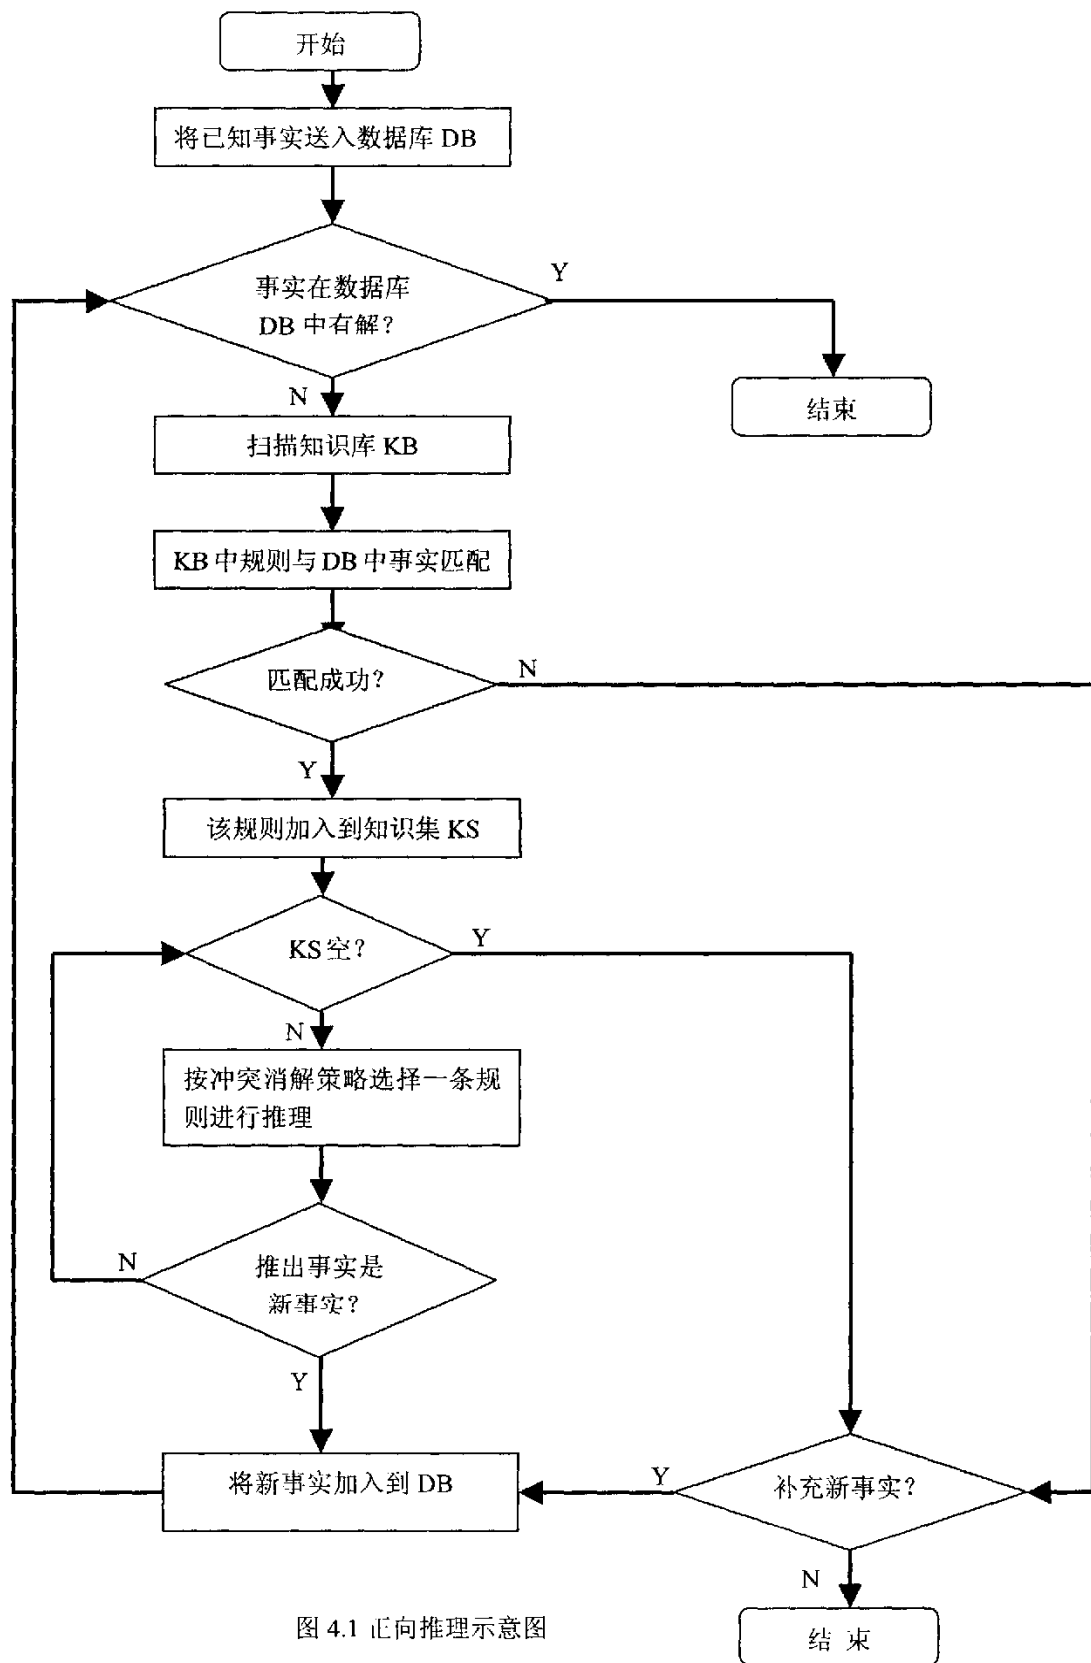 开始
将已知事实送入数据库 DB
事实在数据库
DB 中有解？
Y
N
结束
扫描知识库 KB
KB 中规则与 DB 中事实匹配
匹配成功？
N
Y
该规则加入到知识集 KS
KS 空？
Y
N
按冲突消解策略选择一条规
则进行推理
推出事实是
新事实？
N
Y
将新事实加入到 DB
Y
补充新事实？
N
结 束
图 4.1 正向推理示意图